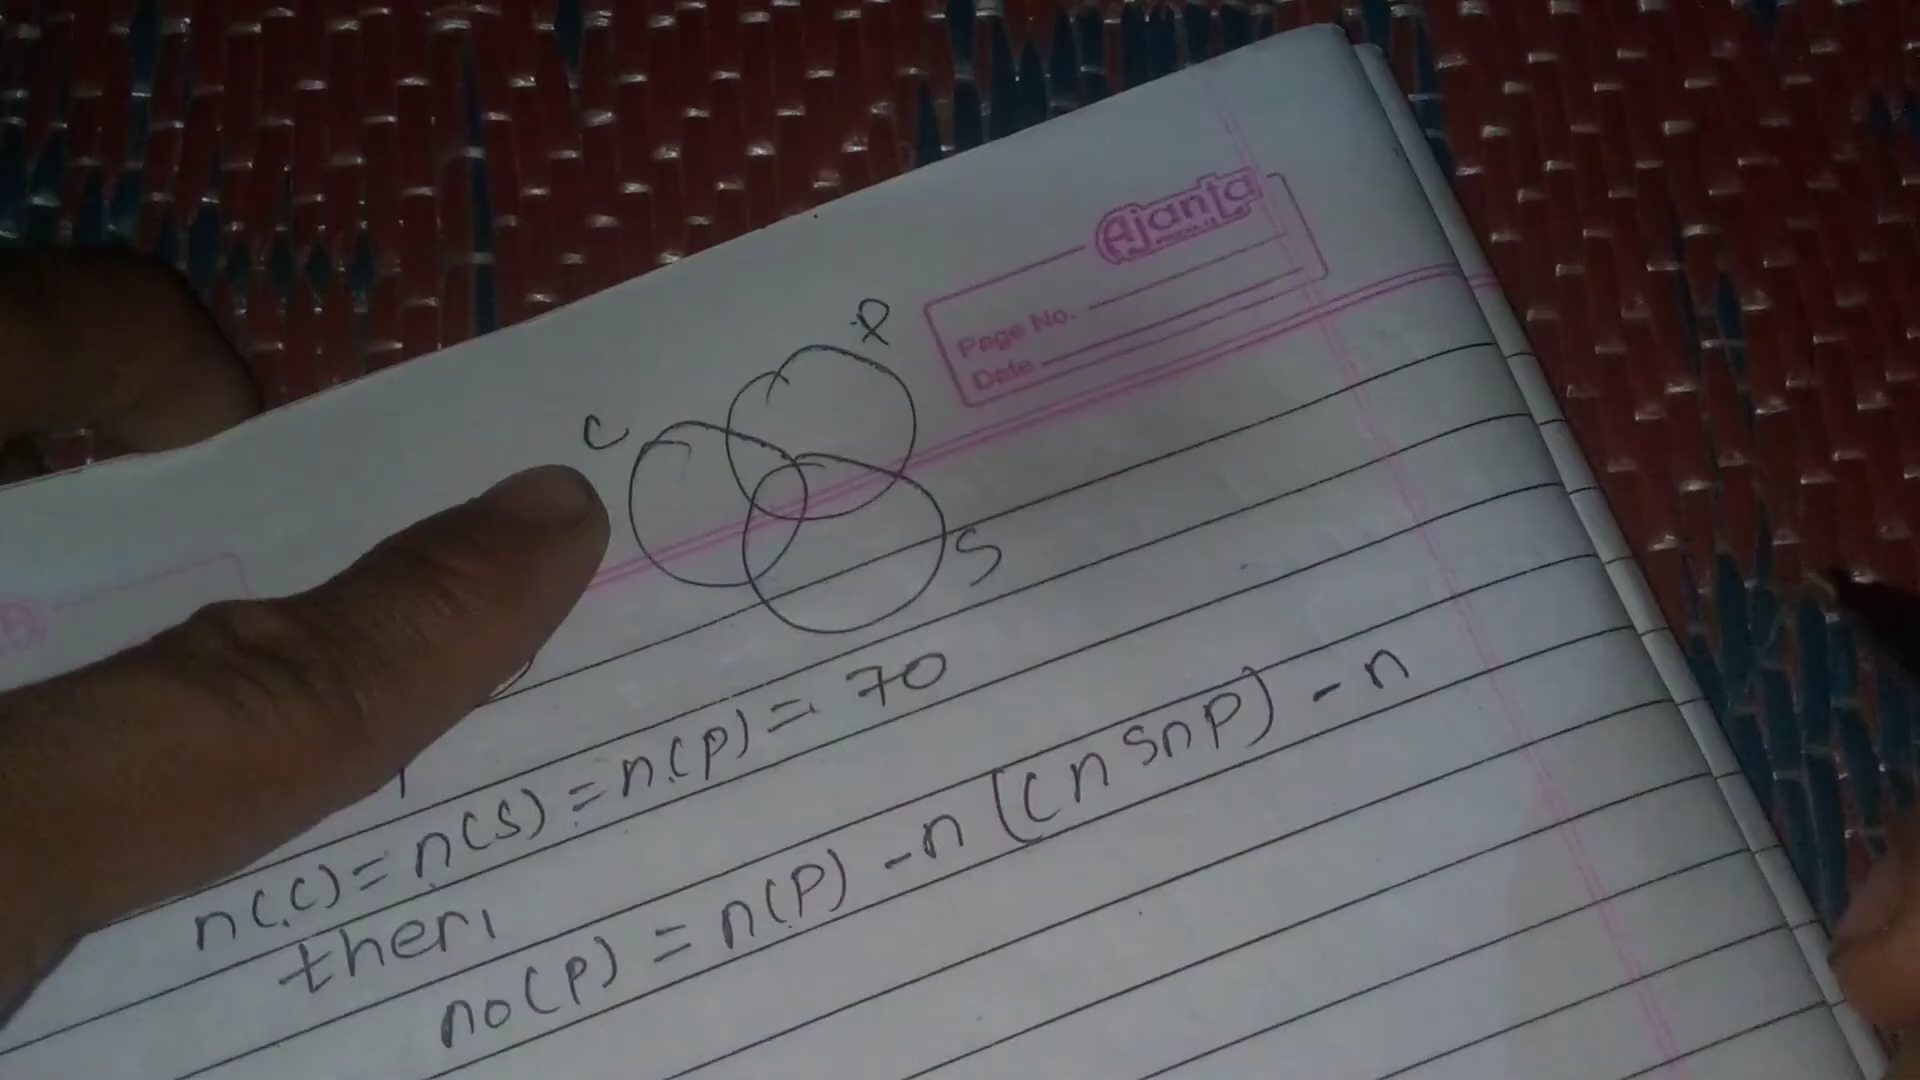 Ajanta
Page No.
Date
P
C
S
n(C) = n(S) = n(P) = 70
then,
no(P) = n(P) - n(C n S n P) - n